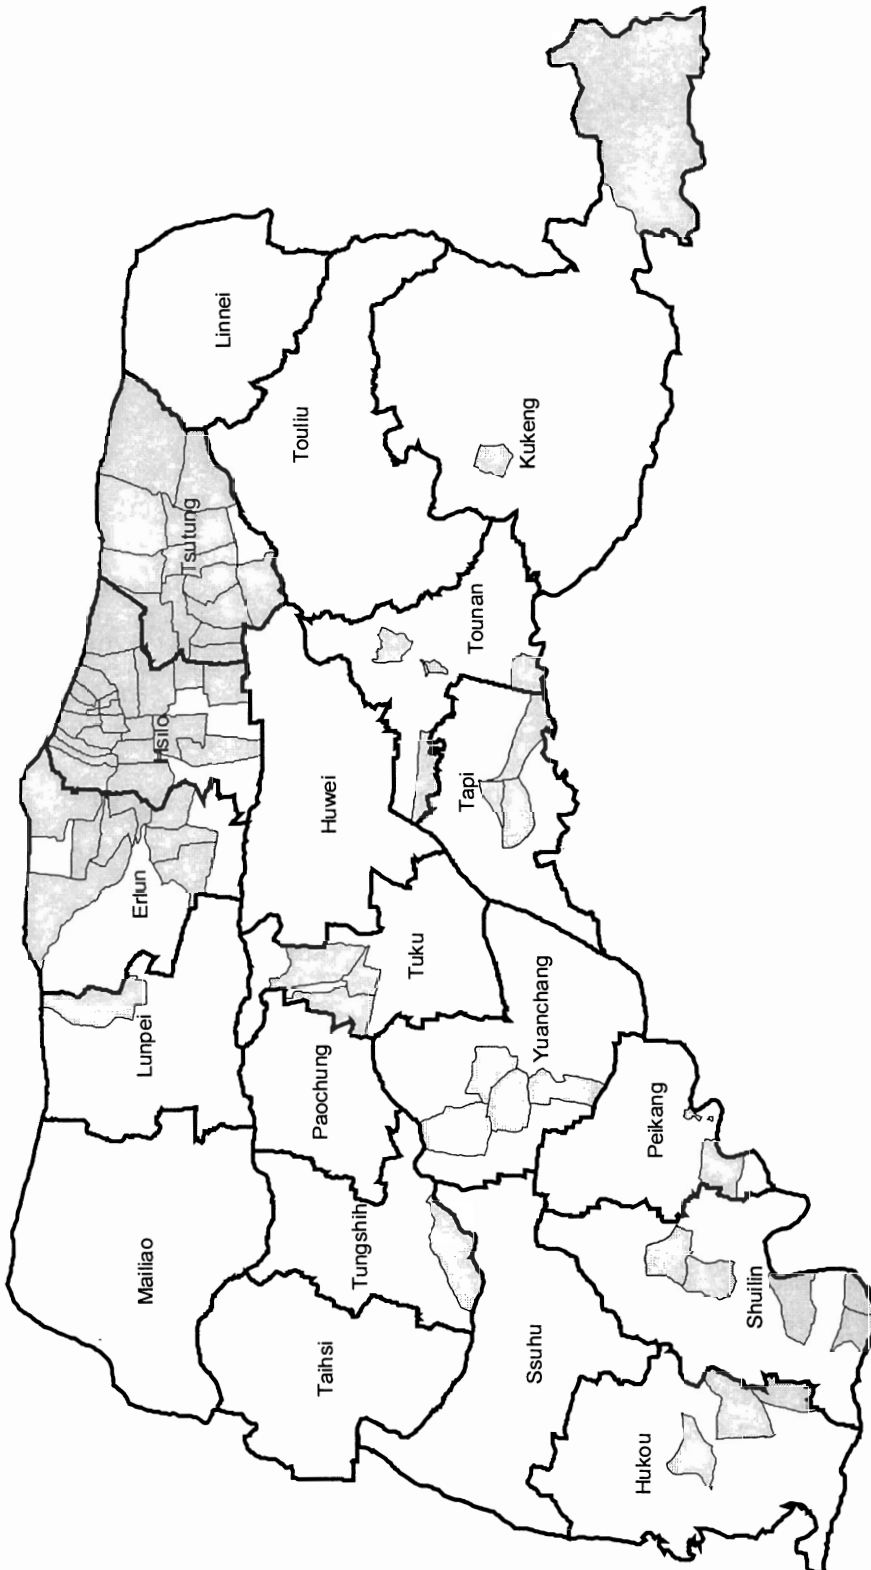 Linnei
Touliu
Kukeng
Tsutung
Tounan
Hsilo
Huwei
Tapi
Erlun
Tuku
Yuanchang
Lunpei
Paochung
Peikang
Mailiao
Tungshih
Shuilin
Taihsi
Ssuhu
Hukou